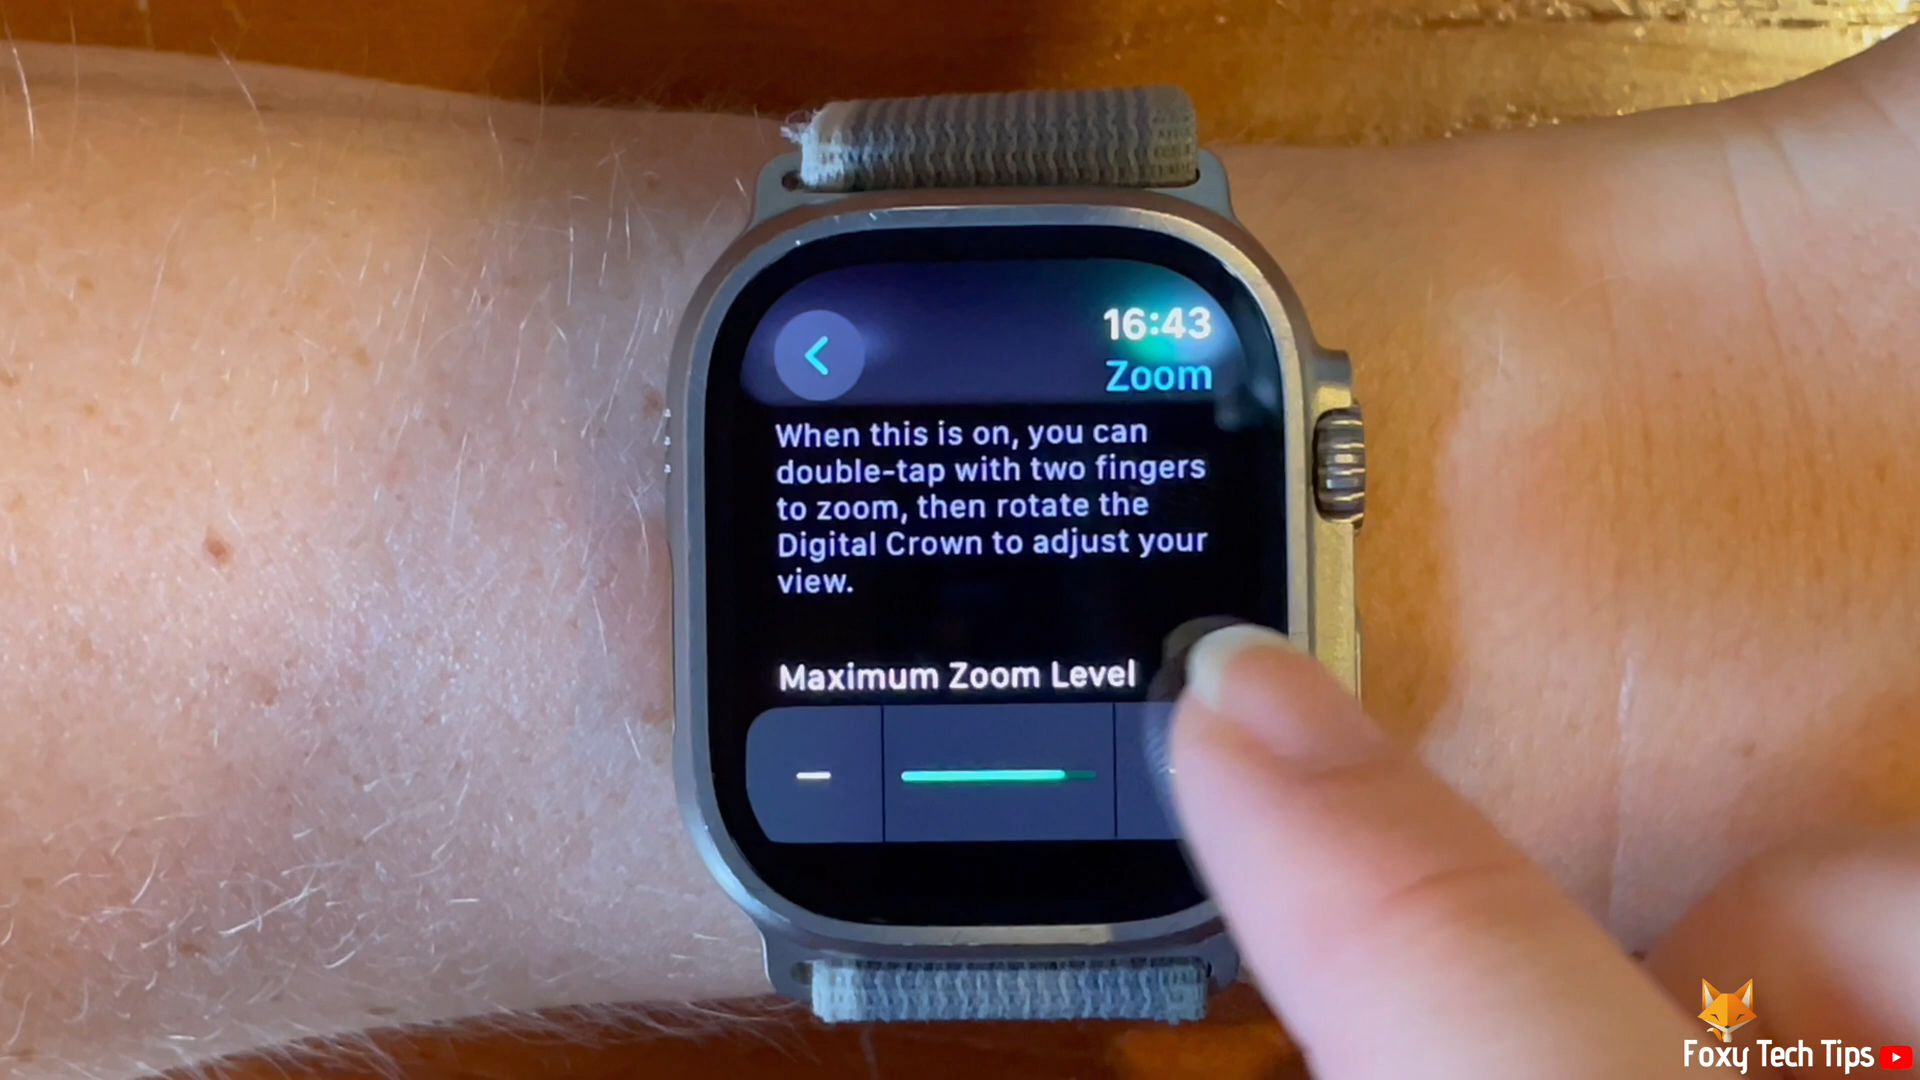 16:43
Zoom
When this is on, you can
double-tap with two fingers
to zoom, then rotate the
Digital Crown to adjust your
view.
Maximum Zoom Level
Foxy Tech Tips